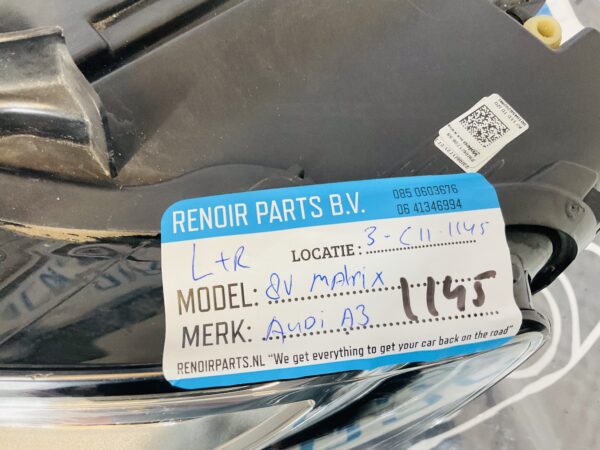 RENOIR PARTS B.V.
085 0603676
06 41346994
L+R
LOCATIE: 3-C11-1145
MODEL: 8V Matrix
MERK: Audi A3
1145
RENOIRPARTS.NL "We get everything to get your car back on the road"